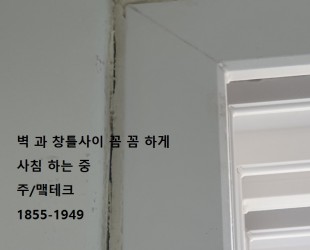 벽 과 창틀사이 꼼 꼼 하게
사침 하는 중
주/맥테크
1855-1949